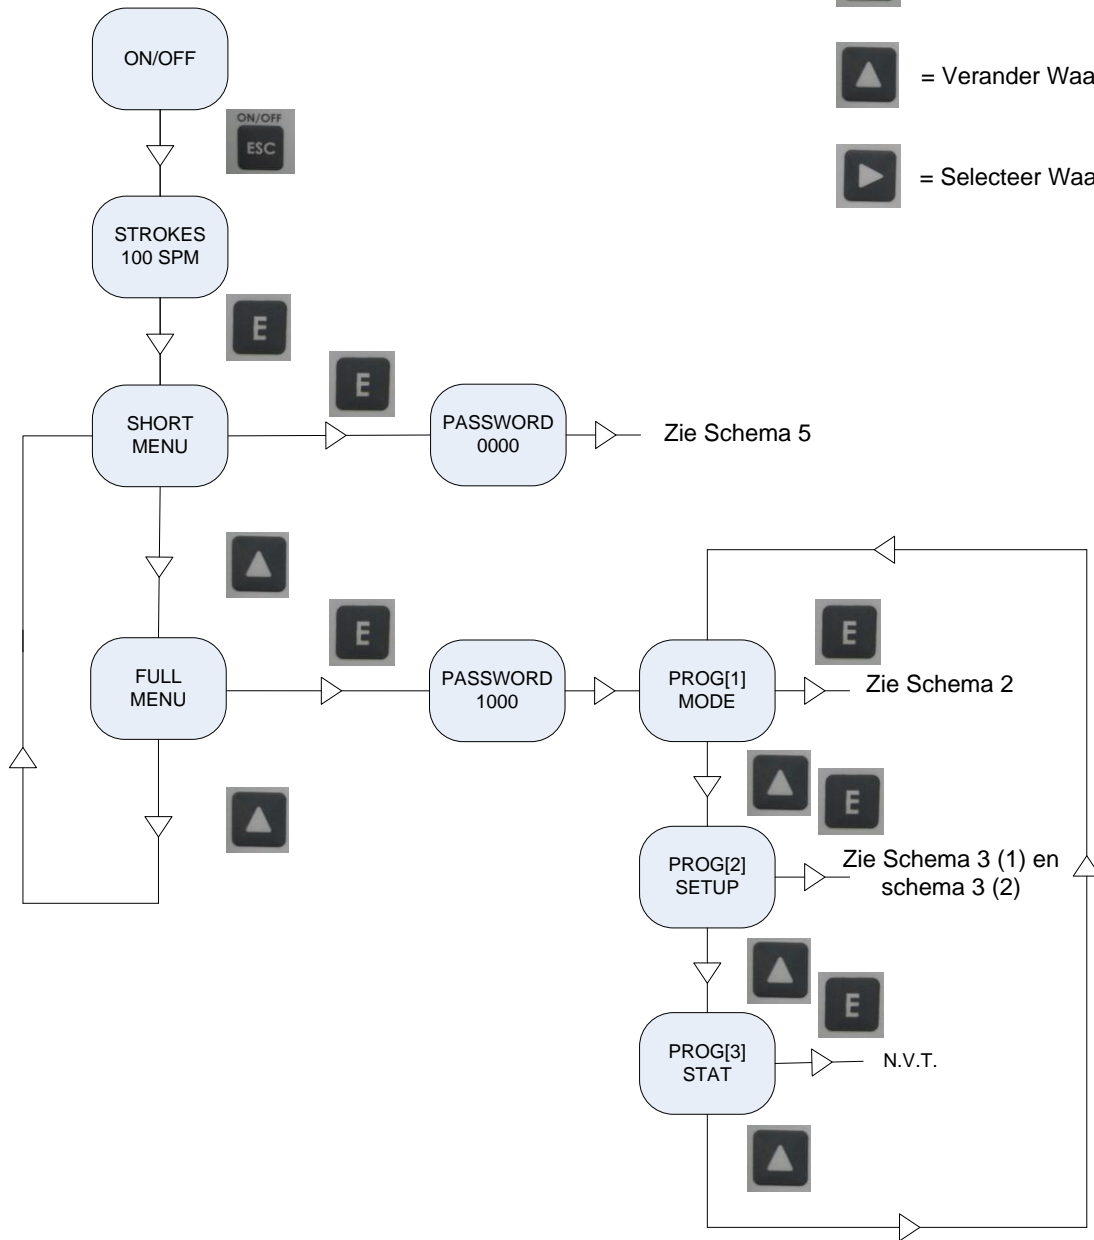 ON/OFF
= Verander
ON/OFF
ESC
= Selecteer
STROKES
100 SPM
E
E
SHORT
MENU
PASSWORD
0000
Zie Schema 5
E
E
FULL
MENU
PASSWORD
1000
PROG[1]
MODE
Zie Schema 2
E
PROG[2]
SETUP
Zie Schema 3 (1) en
schema 3 (2)
E
PROG[3]
STAT
N.V.T.